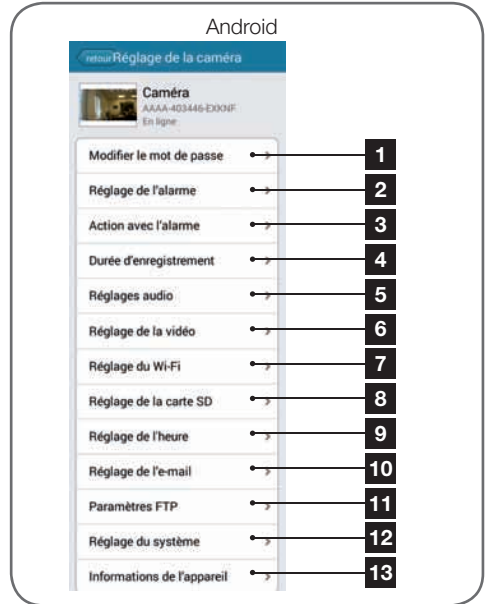 Android
retour Réglage de la caméra
Caméra
AAAA-403446-EXKNF
En ligne
Modifier le mot de passe 1
Réglage de l'alarme 2
Action avec l'alarme 3
Durée d'enregistrement 4
Réglages audio 5
Réglage de la vidéo 6
Réglage du Wi-Fi 7
Réglage de la carte SD 8
Réglage de l'heure 9
Réglage de l'e-mail 10
Paramètres FTP 11
Réglage du système 12
Informations de l'appareil 13